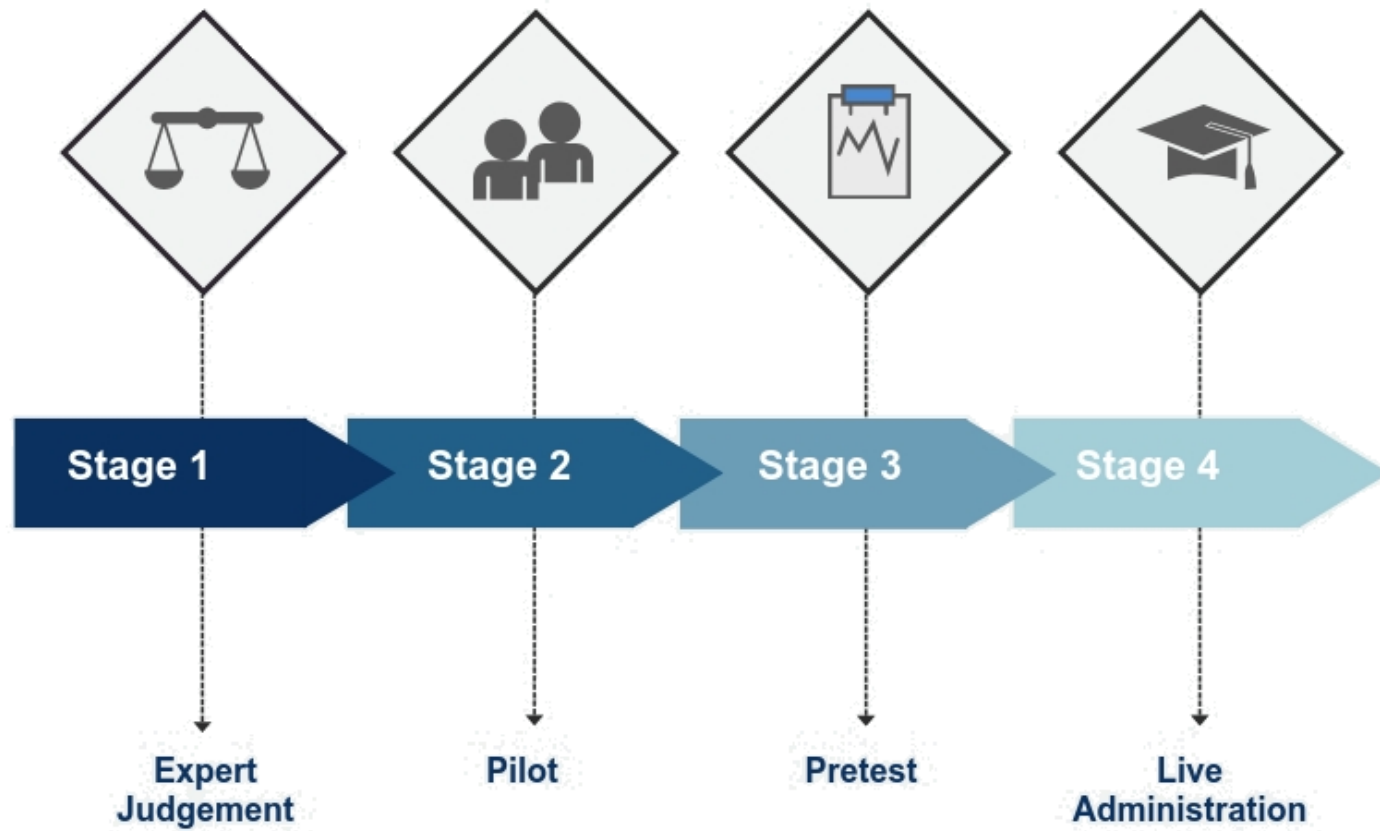 Stage 1
Stage 2
Stage 3
Stage 4
Expert
Judgement
Pilot
Pretest
Live
Administration